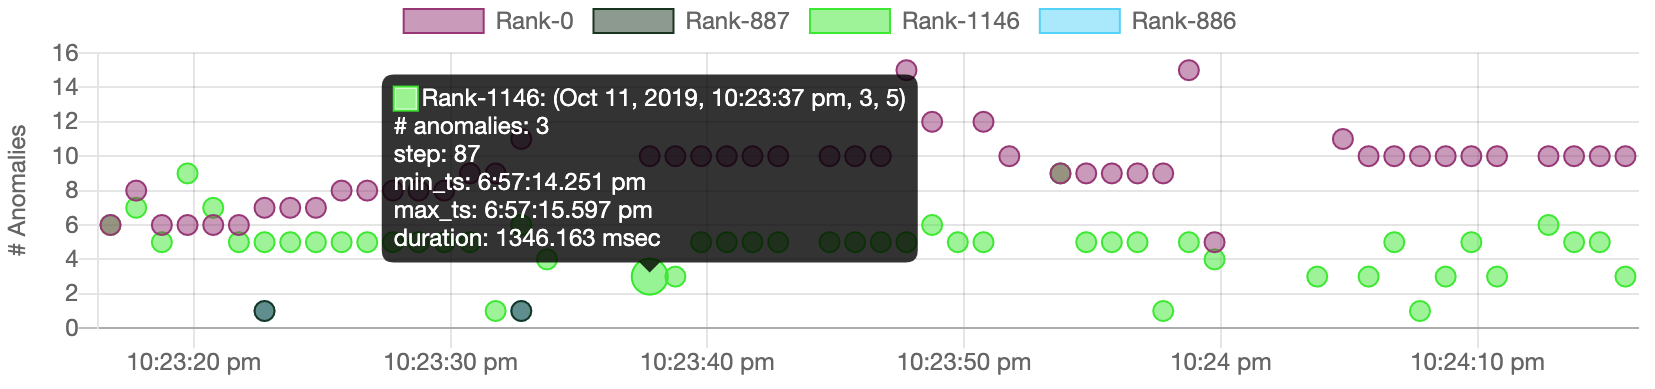 Rank-0 Rank-887 Rank-1146 Rank-886
# Anomalies
16
14
12
10
8
6
4
2
0
Rank-1146: (Oct 11, 2019, 10:23:37 pm, 3, 5)
# anomalies: 3
step: 87
min_ts: 6:57:14.251 pm
max_ts: 6:57:15.597 pm
duration: 1346.163 msec
10:23:20 pm 10:23:30 pm 10:23:40 pm 10:23:50 pm 10:24 pm 10:24:10 pm